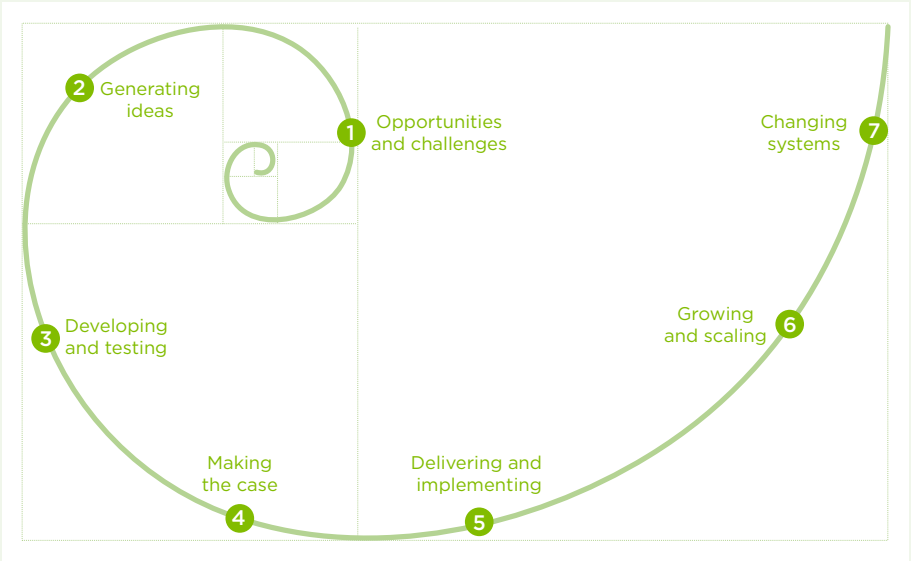 1
Opportunities
and challenges
2
Generating
ideas
3
Developing
and testing
4
Making
the case
5
Delivering and
implementing
6
Growing
and scaling
7
Changing
systems